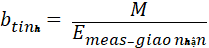 b_tính = M / E_meas-giao nhận